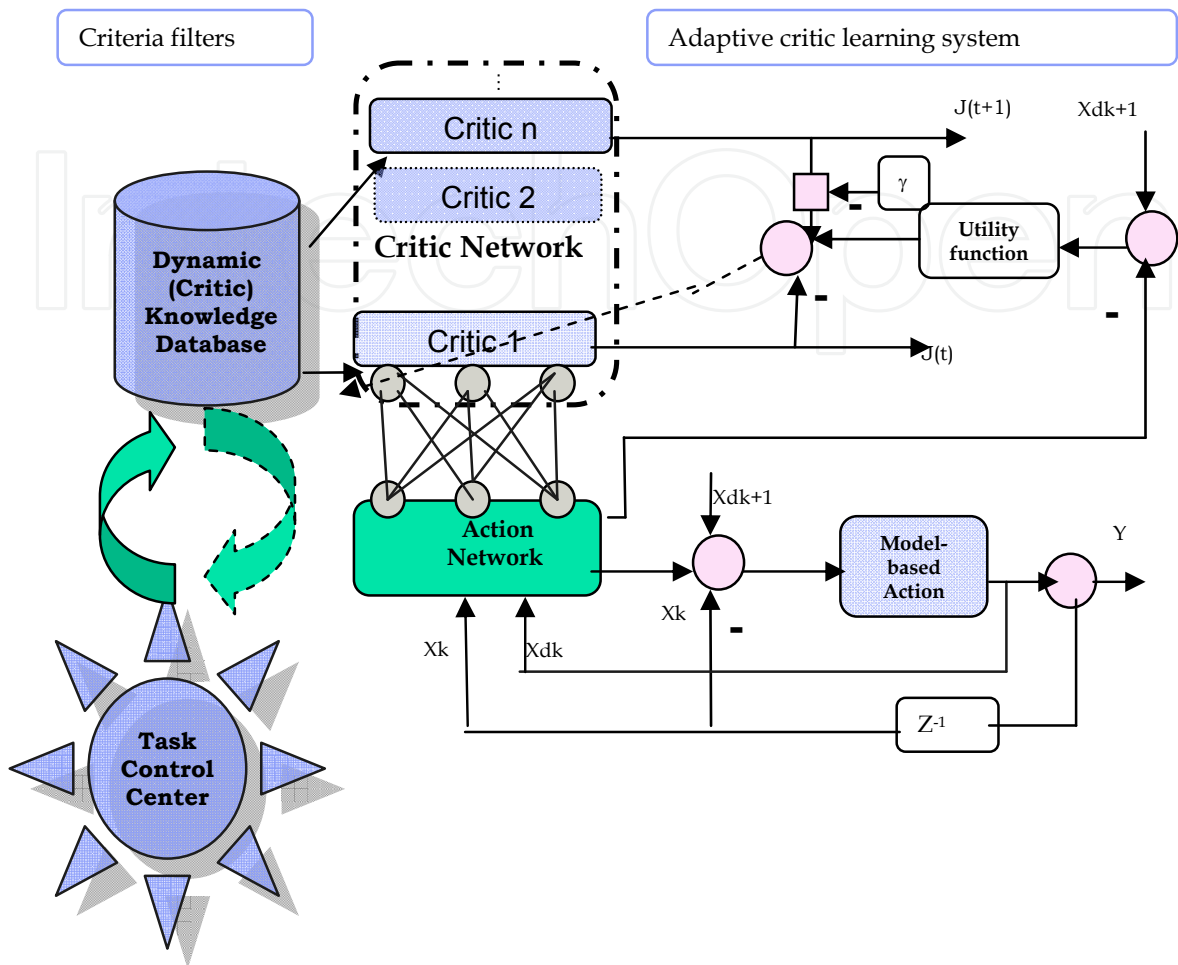 Criteria filters
Adaptive critic learning system
⋮
Critic n
J(t+1)
Xdk+1
Critic 2
γ
-
Critic Network
Utility
function
Dynamic
(Critic)
Knowledge
Database
-
-
Critic 1
J(t)
Xdk+1
Action
Network
Model-
based
Action
Y
Xk
-
Xk
Xdk
Z-1
Task
Control
Center
IntechOpen